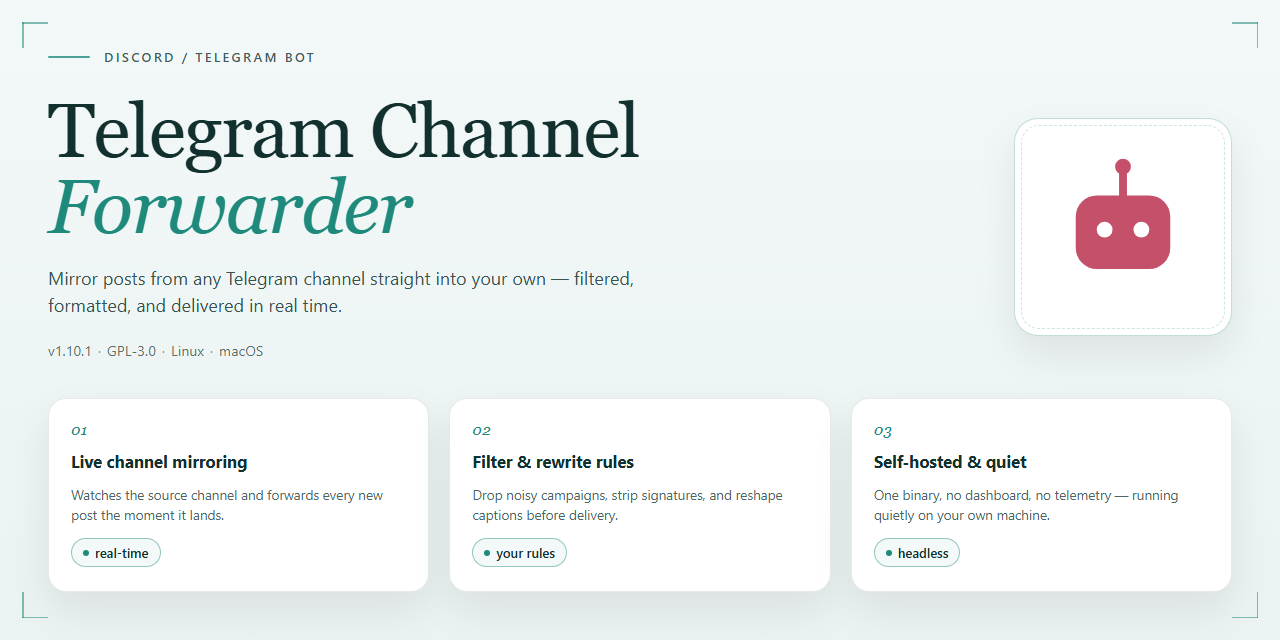 DISCORD / TELEGRAM BOT
Telegram Channel
Forwarder
Mirror posts from any Telegram channel straight into your own — filtered,
formatted, and delivered in real time.
v1.10.1 · GPL-3.0 · Linux · macOS
01
Live channel mirroring
Watches the source channel and forwards every new
post the moment it lands.
real-time
02
Filter & rewrite rules
Drop noisy campaigns, strip signatures, and reshape
captions before delivery.
your rules
03
Self-hosted & quiet
One binary, no dashboard, no telemetry — running
quietly on your own machine.
headless